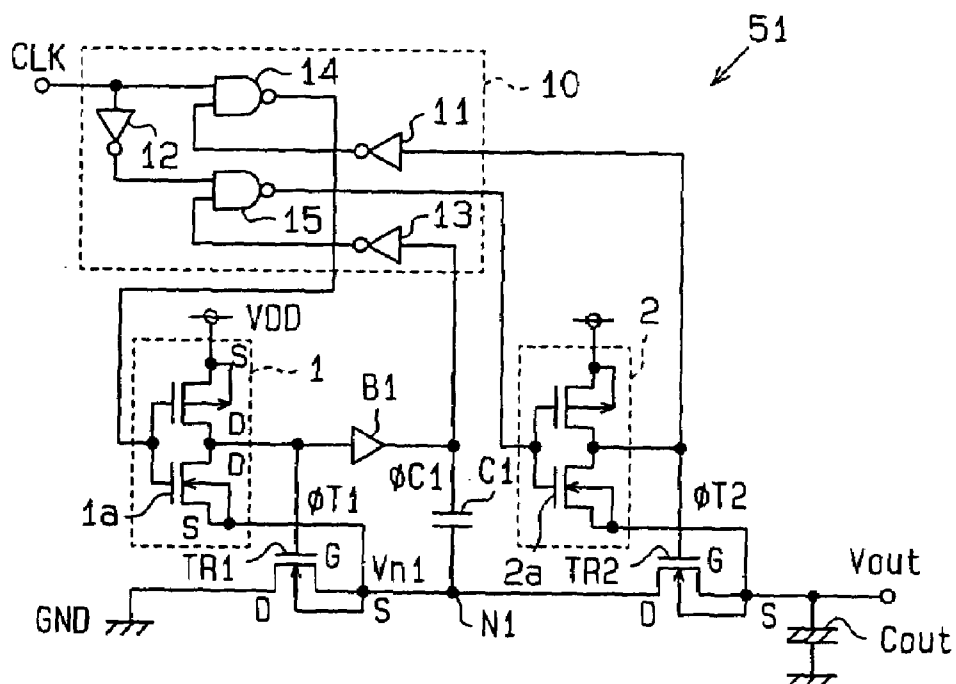 51
CLK
14
10
11
12
15
13
VDD
2
S
1
B1
D
D
øC1
C1
1a
øT1
øT2
S
TR1
G
Vn1
2a
TR2
G
Vout
GND
D
S
N1
D
S
Cout